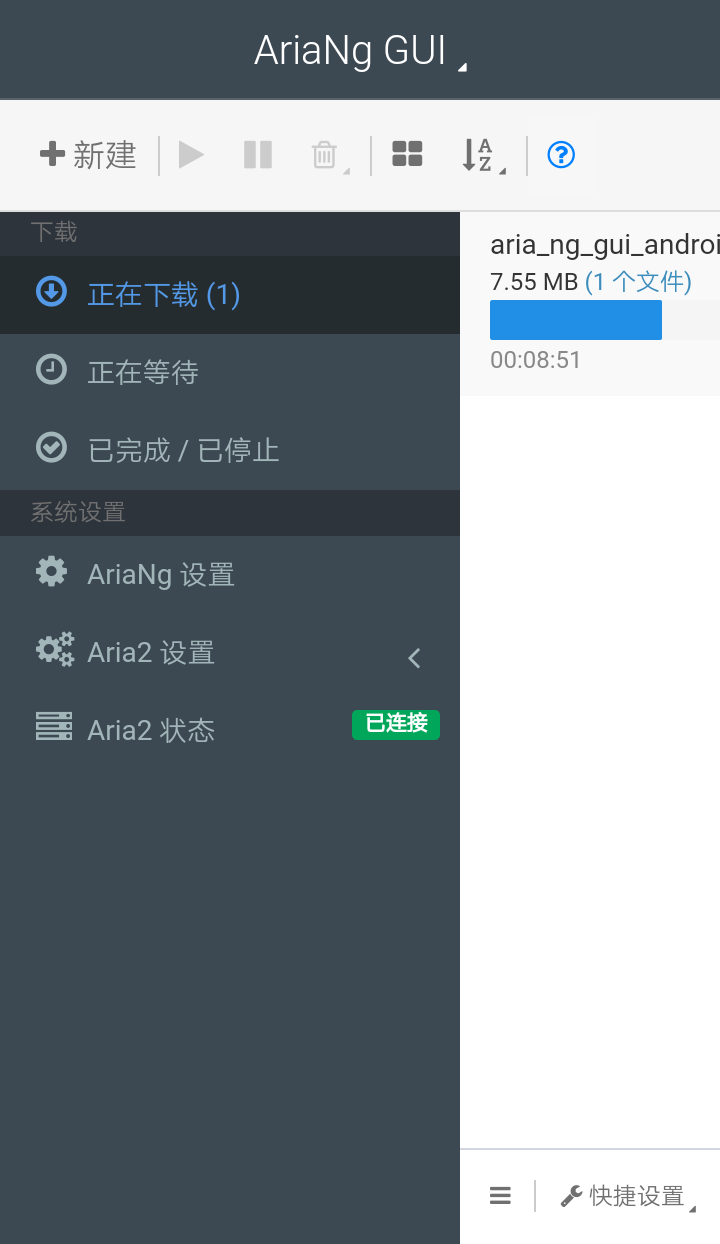 AriaNg GUI
新建
下载
正在下载 (1)
正在等待
已完成 / 已停止
系统设置
AriaNg 设置
Aria2 设置
Aria2 状态 已连接
aria_ng_gui_androi
7.55 MB (1 个文件)
00:08:51
快捷设置